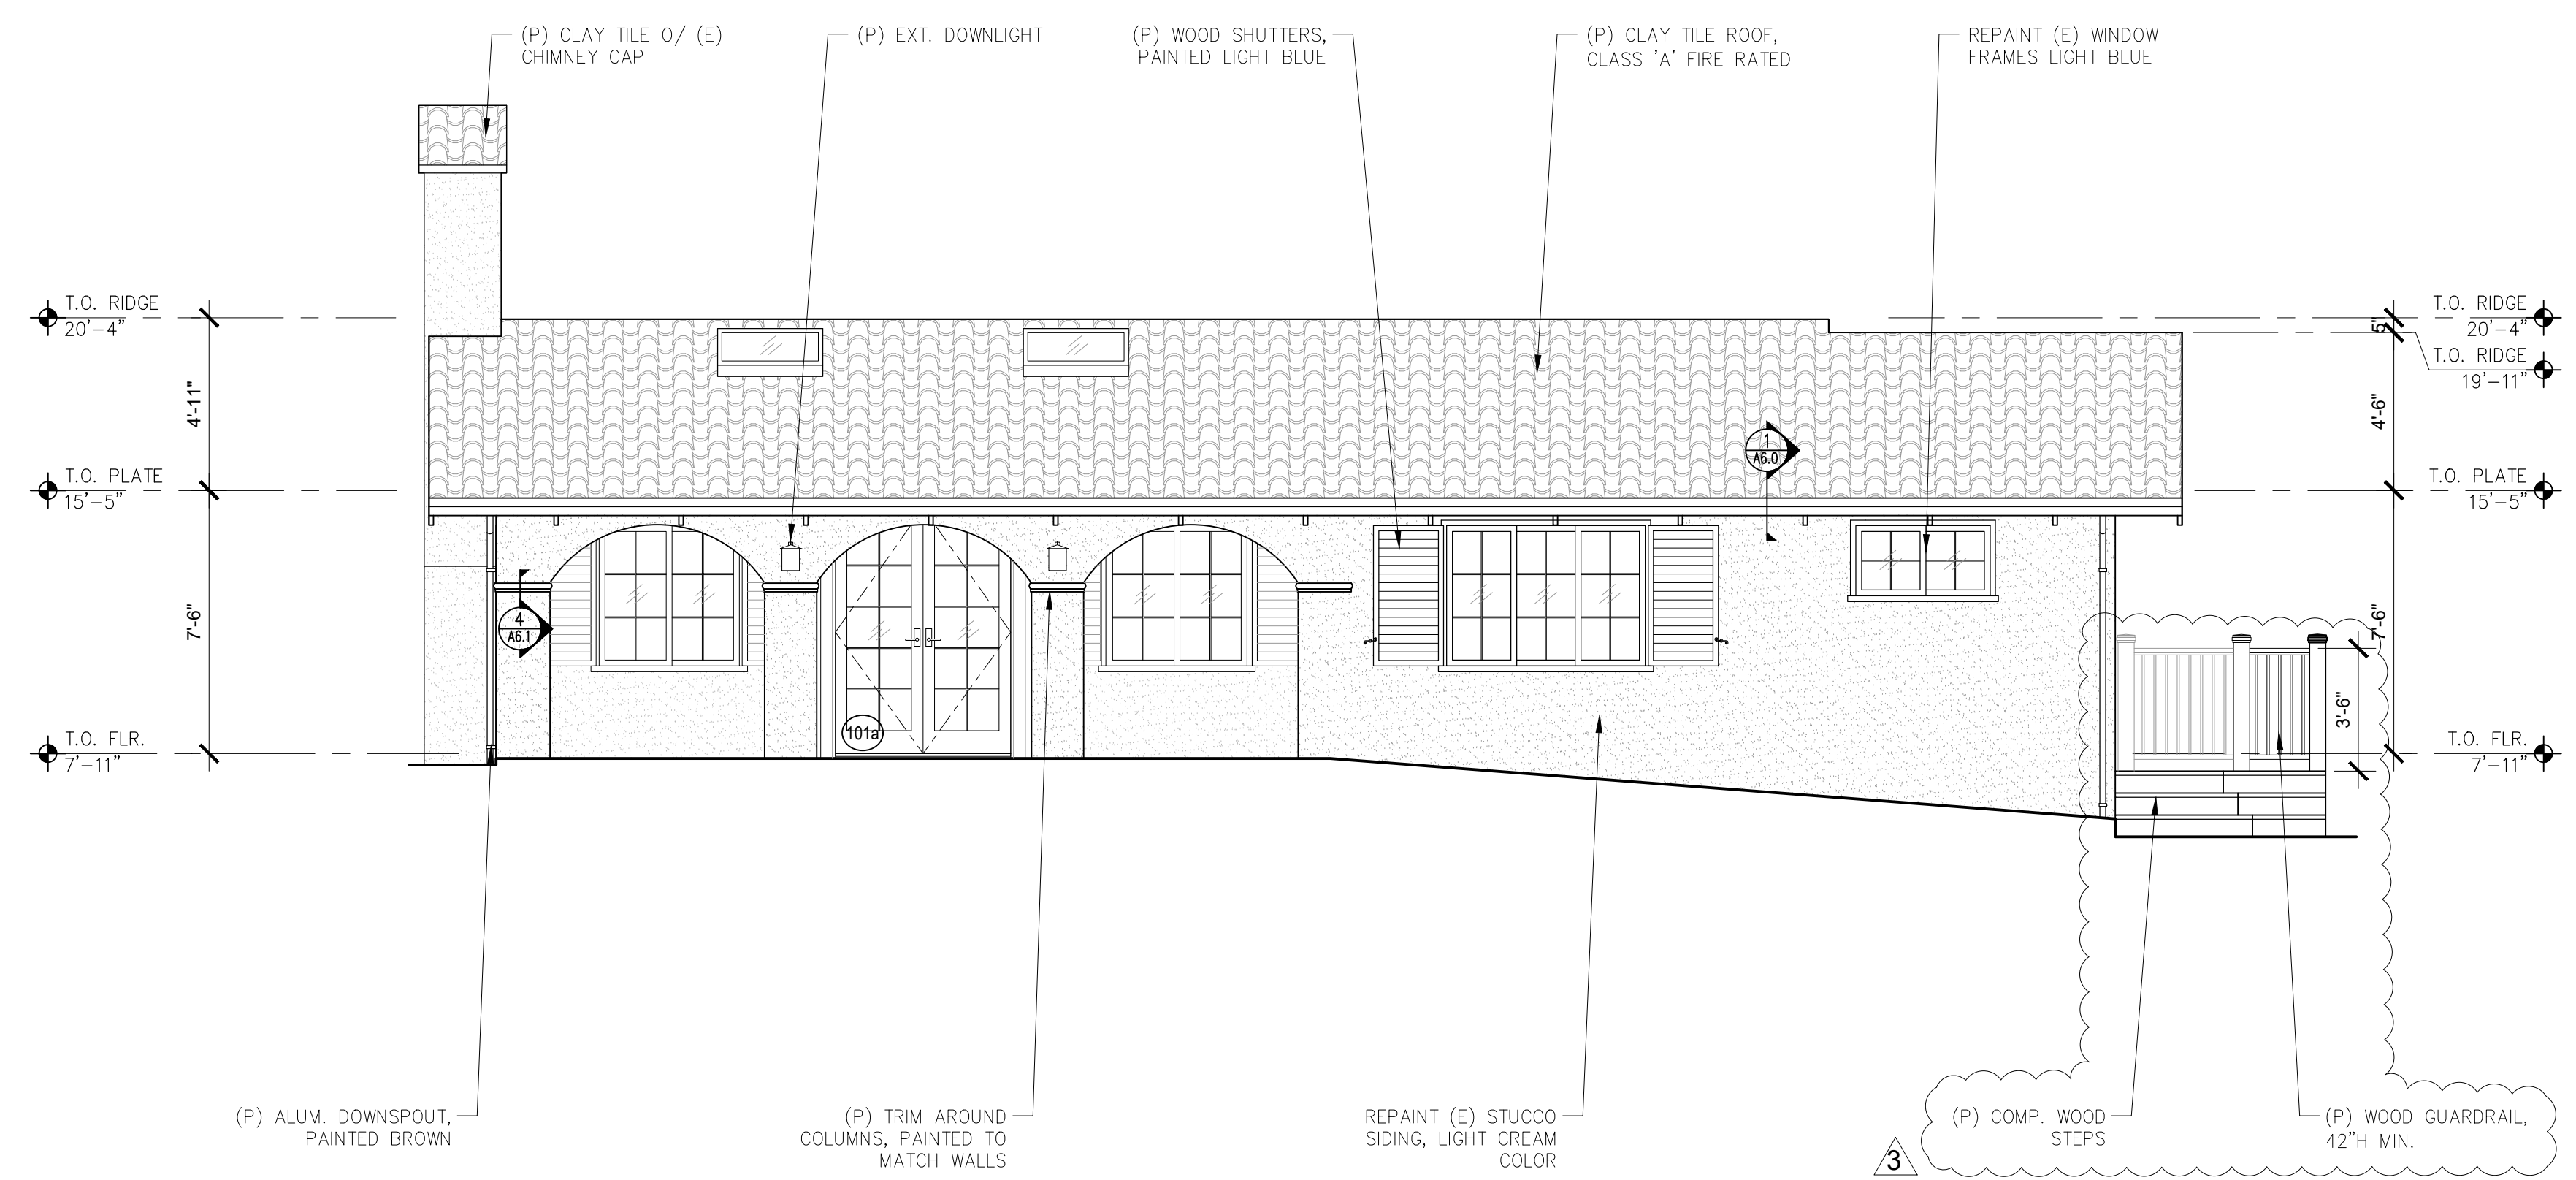 (P) CLAY TILE O/ (E)
CHIMNEY CAP
(P) EXT. DOWNLIGHT
(P) WOOD SHUTTERS,
PAINTED LIGHT BLUE
(P) CLAY TILE ROOF,
CLASS 'A' FIRE RATED
REPAINT (E) WINDOW
FRAMES LIGHT BLUE
T.O. RIDGE
20'-4"
4'-11"
T.O. PLATE
15'-5"
7'-6"
T.O. FLR.
7'-11"
4
A6.1
101a
1
A6.0
5"
T.O. RIDGE
20'-4"
T.O. RIDGE
19'-11"
4'-6"
T.O. PLATE
15'-5"
7'-6"
3'-6"
T.O. FLR.
7'-11"
(P) ALUM. DOWNSPOUT,
PAINTED BROWN
(P) TRIM AROUND
COLUMNS, PAINTED TO
MATCH WALLS
REPAINT (E) STUCCO
SIDING, LIGHT CREAM
COLOR
3
(P) COMP. WOOD
STEPS
(P) WOOD GUARDRAIL,
42"H MIN.